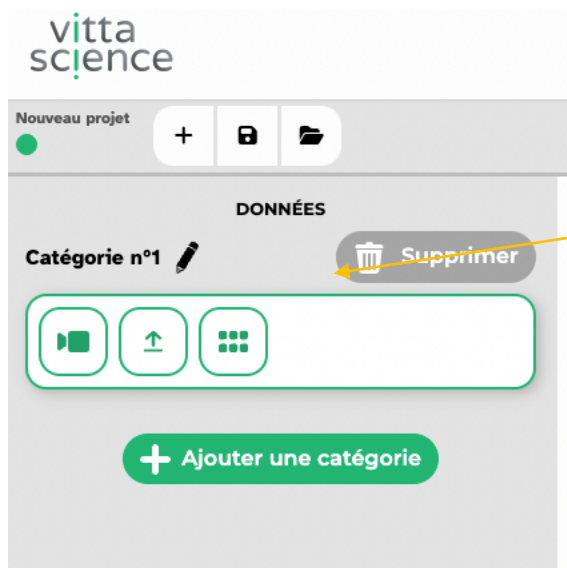 vitta
science
Nouveau projet
DONNÉES
Catégorie n°1
Supprimer
Ajouter une catégorie